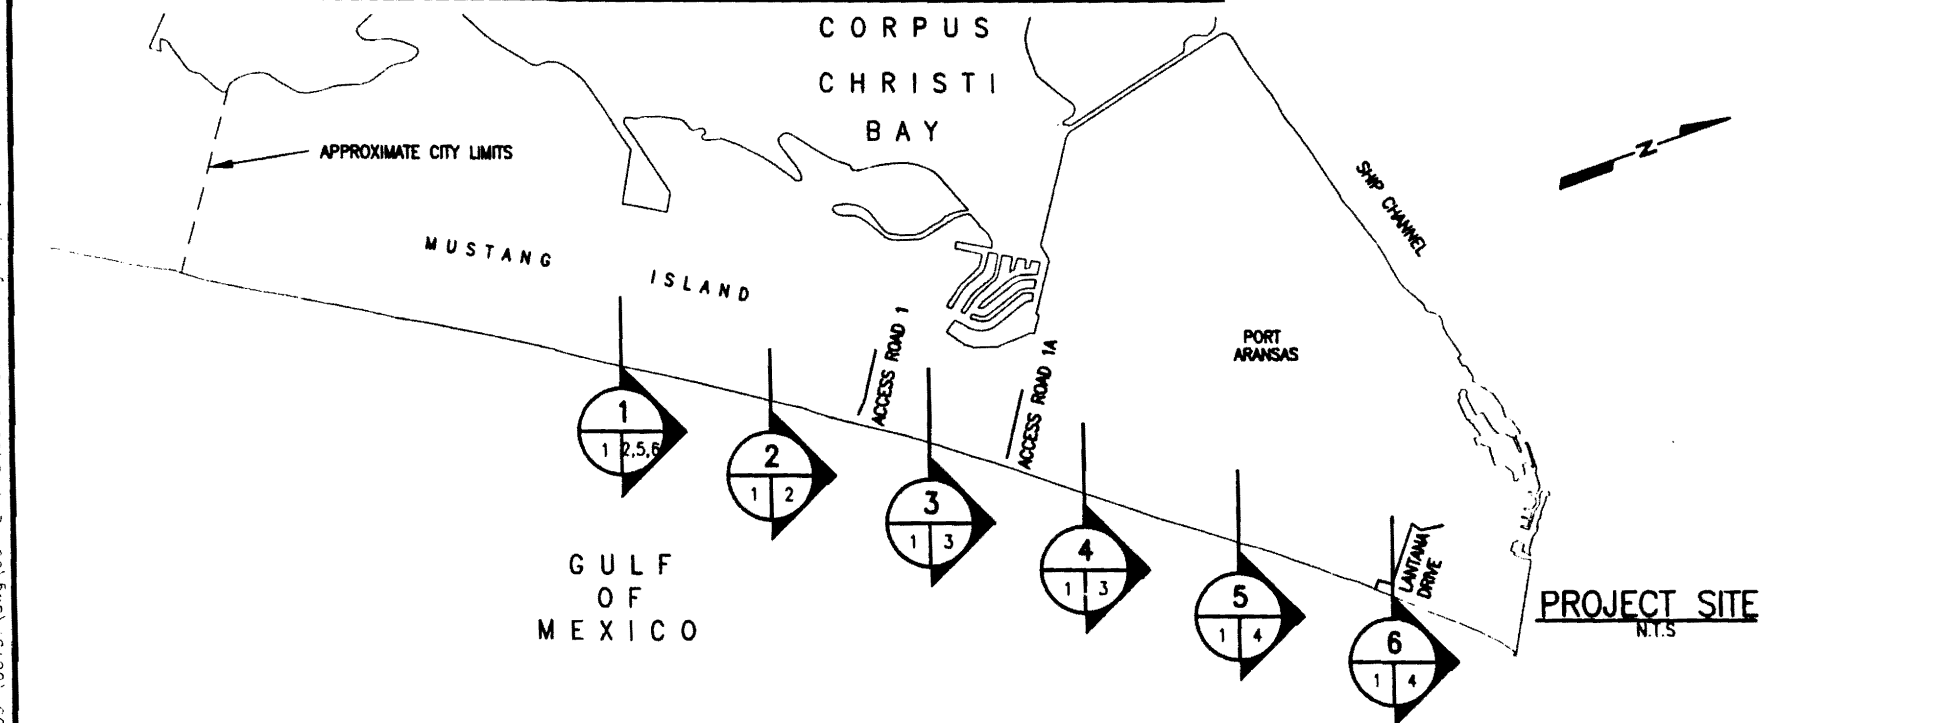 CORPUS
CHRISTI
BAY
APPROXIMATE CITY LIMITS
N
SHIP CHANNEL
MUSTANG ISLAND
ACCESS ROAD 1
ACCESS ROAD 1A
PORT
ARANSAS
1
1 2,5,6
2
1 2
3
1 3
4
1 3
5
1 4
6
1 4
LANTANA
DRIVE
GULF
OF
MEXICO
PROJECT SITE
N.T.S